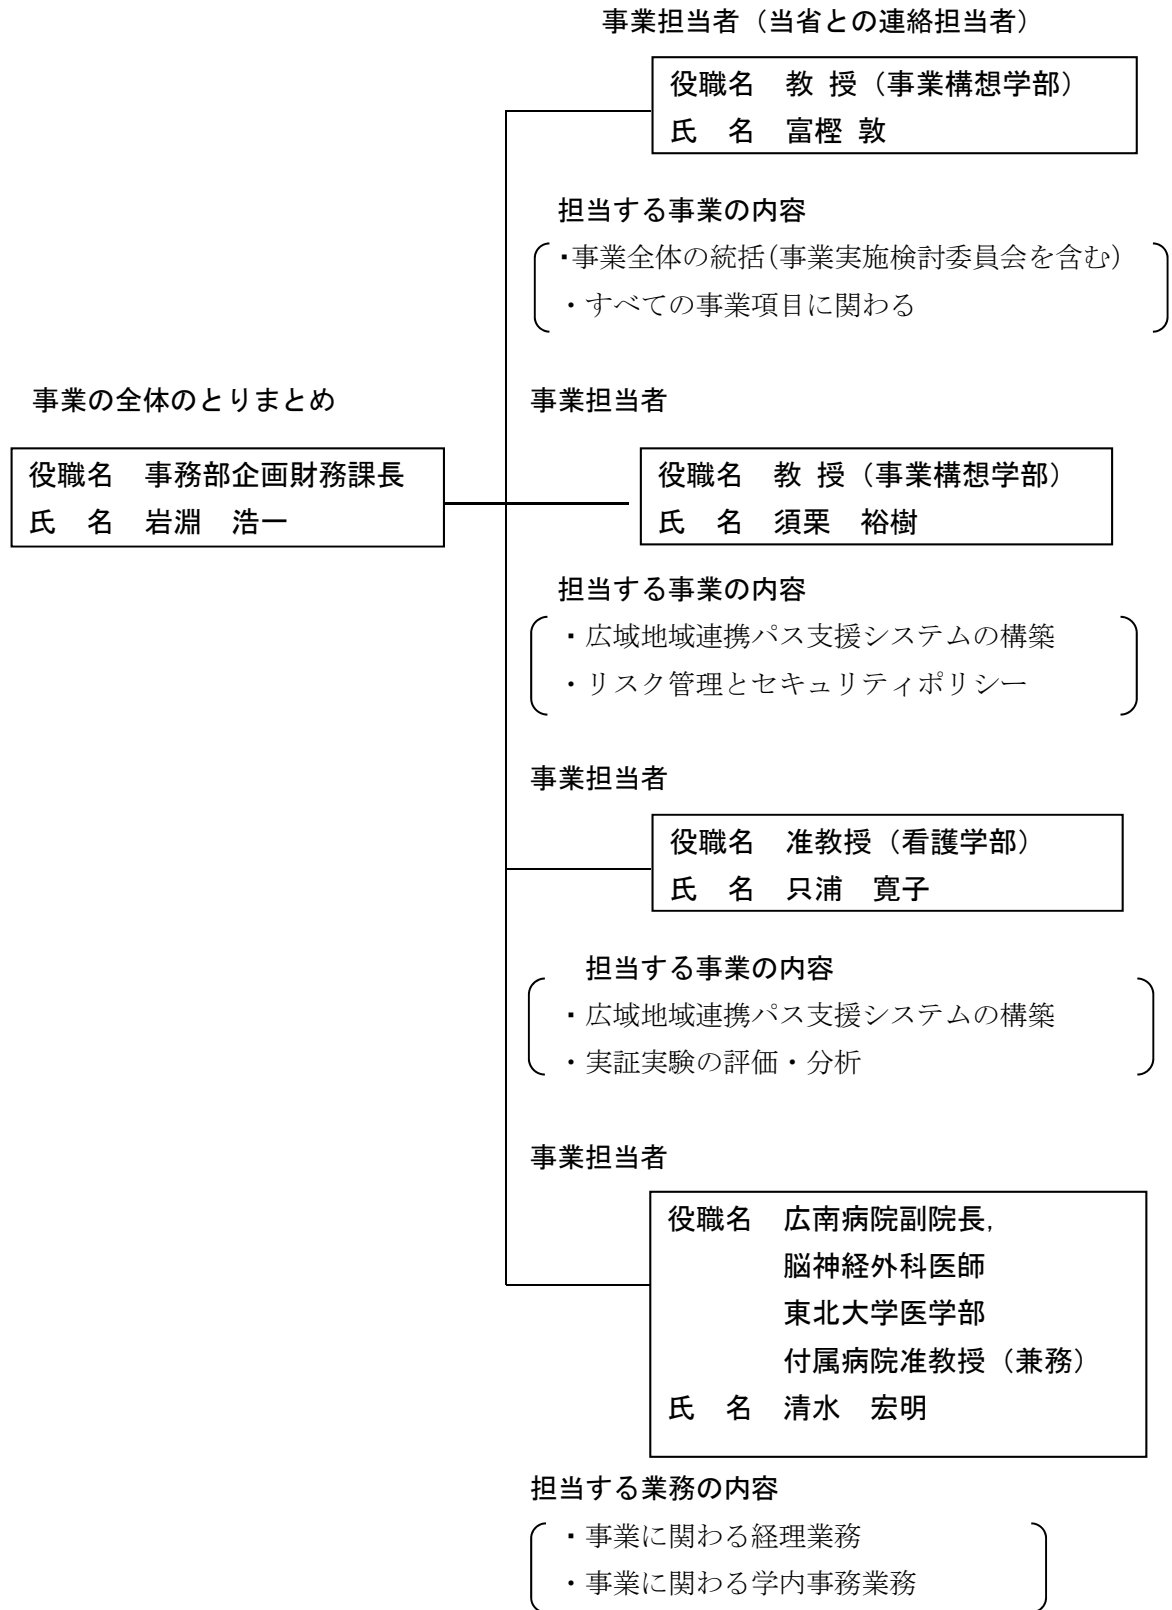 事業担当者（当省との連絡担当者）
役職名　教 授（事業構想学部）
氏　名　富樫 敦
担当する事業の内容
・事業全体の統括(事業実施検討委員会を含む)
・すべての事業項目に関わる
事業の全体のとりまとめ
役職名　事務部企画財務課長
氏　名　岩淵　浩一
事業担当者
役職名　教 授（事業構想学部）
氏　名　須栗　裕樹
担当する事業の内容
・広域地域連携パス支援システムの構築
・リスク管理とセキュリティポリシー
事業担当者
役職名　准教授（看護学部）
氏　名　只浦　寛子
担当する事業の内容
・広域地域連携パス支援システムの構築
・実証実験の評価・分析
事業担当者
役職名　広南病院副院長,
脳神経外科医師
東北大学医学部
付属病院准教授（兼務）
氏　名　清水　宏明
担当する業務の内容
・事業に関わる経理業務
・事業に関わる学内事務業務